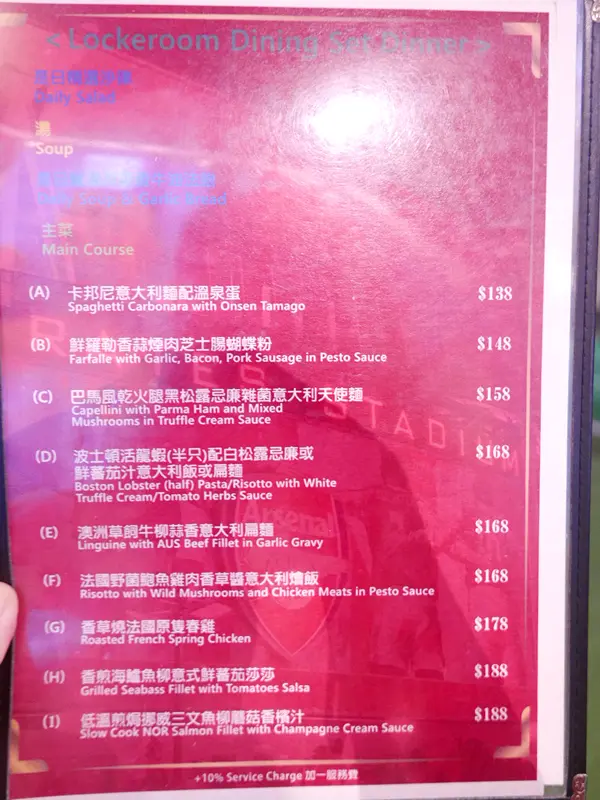 < Lockeroom Dining Set Dinner >
Daily Salad
湯
Soup
Daily Soup & Garlic Bread
主菜
Main Course
(A) 卡邦尼意大利麵配溫泉蛋 $138
Spaghetti Carbonara with Onsen Tamago
(B) 鮮羅勒香蒜煙肉芝士腸蝴蝶粉 $148
Farfalle with Garlic, Bacon, Pork Sausage in Pesto Sauce
(C) 巴馬風乾火腿黑松露忌廉雜菌意大利天使麵 $158
Capellini with Parma Ham and Mixed
Mushrooms in Truffle Cream Sauce
(D) 波士頓活龍蝦(半只)配白松露忌廉或 $168
鮮蕃茄汁意大利飯或扁麵
Boston Lobster (half) Pasta/Risotto with White
Truffle Cream/Tomato Herbs Sauce
(E) 澳洲草飼牛柳蒜香意大利扁麵 $168
Linguine with AUS Beef Fillet in Garlic Gravy
(F) 法國野菌鮑魚雞肉香草醬意大利燴飯 $168
Risotto with Wild Mushrooms and Chicken Meats in Pesto Sauce
(G) 香草燒法國原隻春雞 $178
Roasted French Spring Chicken
(H) 香煎海鱸魚柳意式鮮蕃茄莎莎 $188
Grilled Seabass Fillet with Tomatoes Salsa
(I) 低溫煎焗挪威三文魚柳蘑菇香檳汁 $188
Slow Cook NOR Salmon Fillet with Champagne Cream Sauce
+10% Service Charge 加一服務費
Arsenal
STADIUM